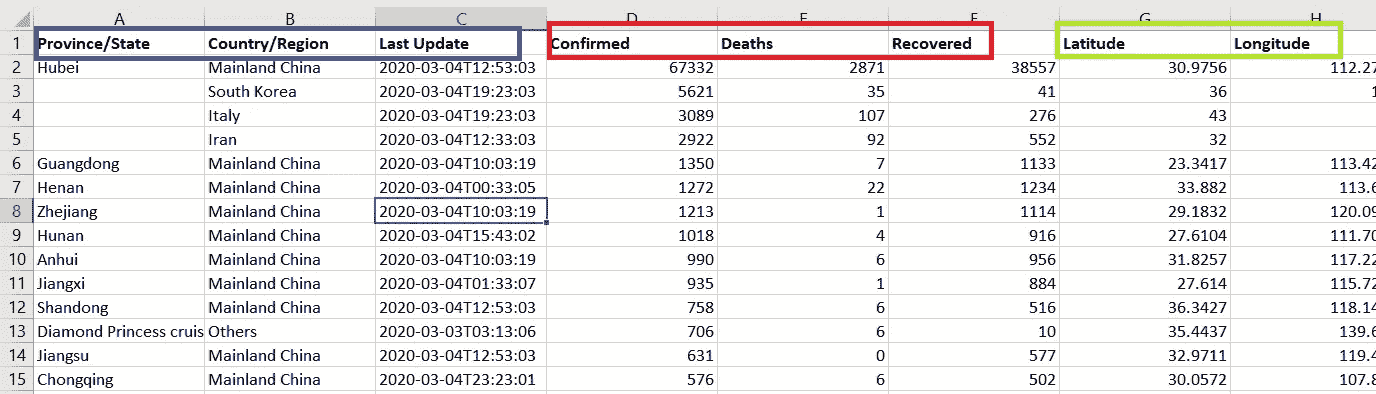 A B C D E F G H
1 Province/State Country/Region Last Update Confirmed Deaths Recovered Latitude Longitude
2 Hubei Mainland China 2020-03-04T12:53:03 67332 2871 38557 30.9756 112.27
3 South Korea 2020-03-04T19:23:03 5621 35 41 36 1
4 Italy 2020-03-04T19:23:03 3089 107 276 43
5 Iran 2020-03-04T12:33:03 2922 92 552 32
6 Guangdong Mainland China 2020-03-04T10:03:19 1350 7 1133 23.3417 113.42
7 Henan Mainland China 2020-03-04T00:33:05 1272 22 1234 33.882 113.6
8 Zhejiang Mainland China 2020-03-04T10:03:19 1213 1 1114 29.1832 120.09
9 Hunan Mainland China 2020-03-04T15:43:02 1018 4 916 27.6104 111.70
10 Anhui Mainland China 2020-03-04T10:03:19 990 6 956 31.8257 117.22
11 Jiangxi Mainland China 2020-03-04T01:33:07 935 1 884 27.614 115.72
12 Shandong Mainland China 2020-03-04T12:53:03 758 6 516 36.3427 118.14
13 Diamond Princess cruis Others 2020-03-03T03:13:06 706 6 10 35.4437 139.6
14 Jiangsu Mainland China 2020-03-04T12:53:03 631 0 577 32.9711 119.4
15 Chongqing Mainland China 2020-03-04T23:23:01 576 6 502 30.0572 107.8